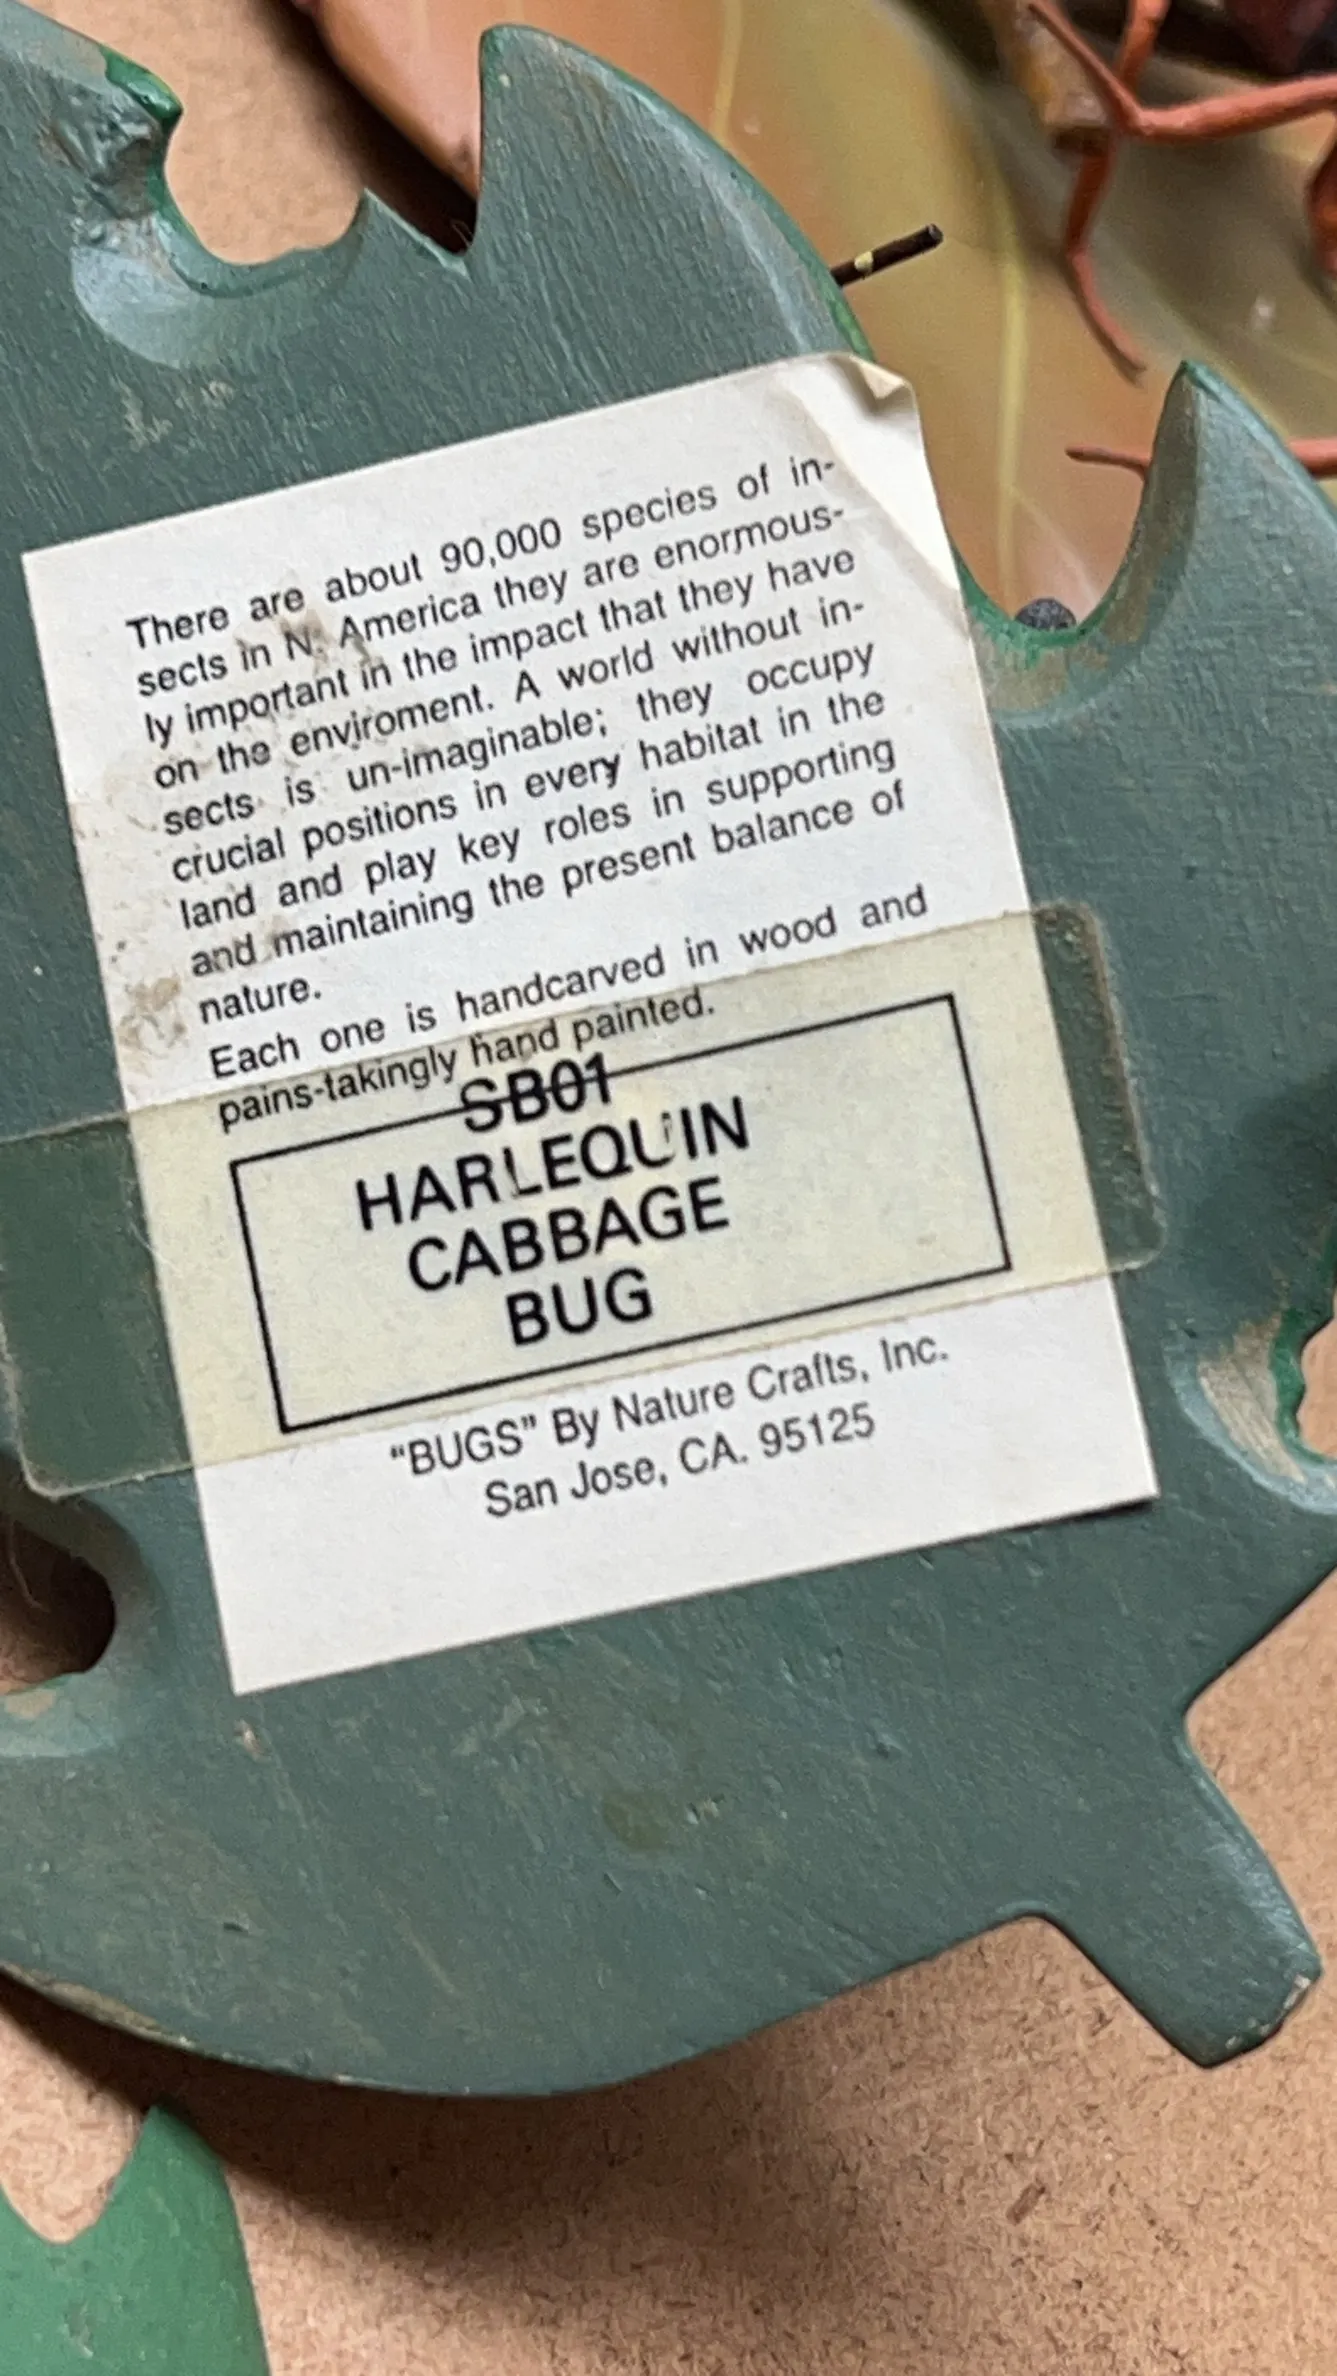 There are about 90,000 species of in-
sects in N. America they are enormous-
ly important in the impact that they have
on the enviroment. A world without in-
sects is un-imaginable; they occupy
crucial positions in every habitat in the
land and play key roles in supporting
and maintaining the present balance of
nature.
Each one is handcarved in wood and
pains-takingly hand painted.
SB01
HARLEQUIN
CABBAGE
BUG
“BUGS” By Nature Crafts, Inc.
San Jose, CA. 95125